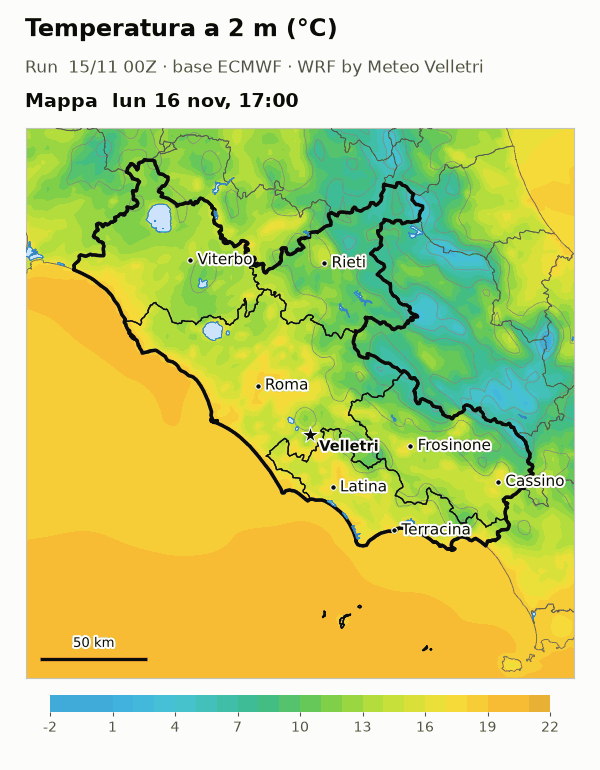 Temperatura a 2 m (°C)
Run 15/11 00Z · base ECMWF · WRF by Meteo Velletri
Mappa lun 16 nov, 17:00
Viterbo
Rieti
Roma
Velletri
Frosinone
Latina
Cassino
Terracina
50 km
-2 1 4 7 10 13 16 19 22